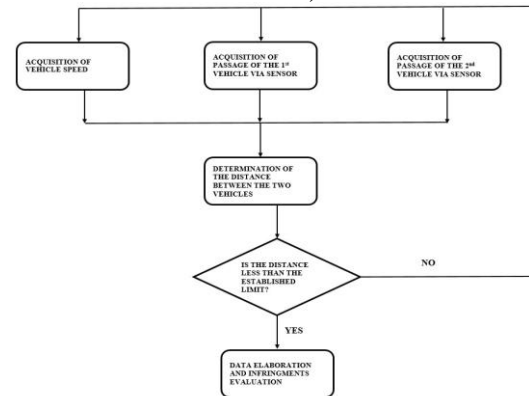 ACQUISITION OF
VEHICLE SPEED
ACQUISITION OF
PASSAGE OF THE 1st
VEHICLE VIA SENSOR
ACQUISITION OF
PASSAGE OF THE 2nd
VEHICLE VIA SENSOR
DETERMINATION OF
THE DISTANCE
BETWEEN THE TWO
VEHICLES
IS THE DISTANCE
LESS THAN THE
ESTABLISHED
LIMIT?
NO
YES
DATA ELABORATION
AND INFRINGMENTS
EVALUATION